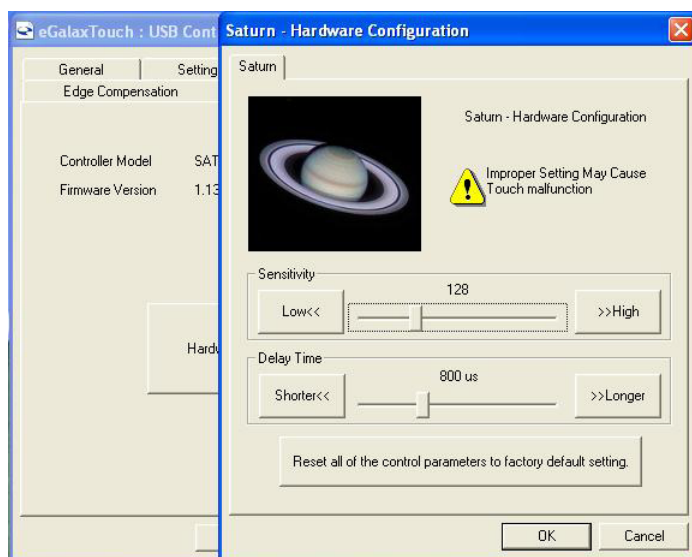 eGalaxTouch : USB Cont
General
Setting
Edge Compensation
Controller Model SAT
Firmware Version 1.13
Hardw
Saturn - Hardware Configuration
Saturn
Saturn - Hardware Configuration
Improper Setting May Cause
Touch malfunction
Sensitivity
128
Low<<
>>High
Delay Time
800 us
Shorter<<
>>Longer
Reset all of the control parameters to factory default setting.
OK
Cancel